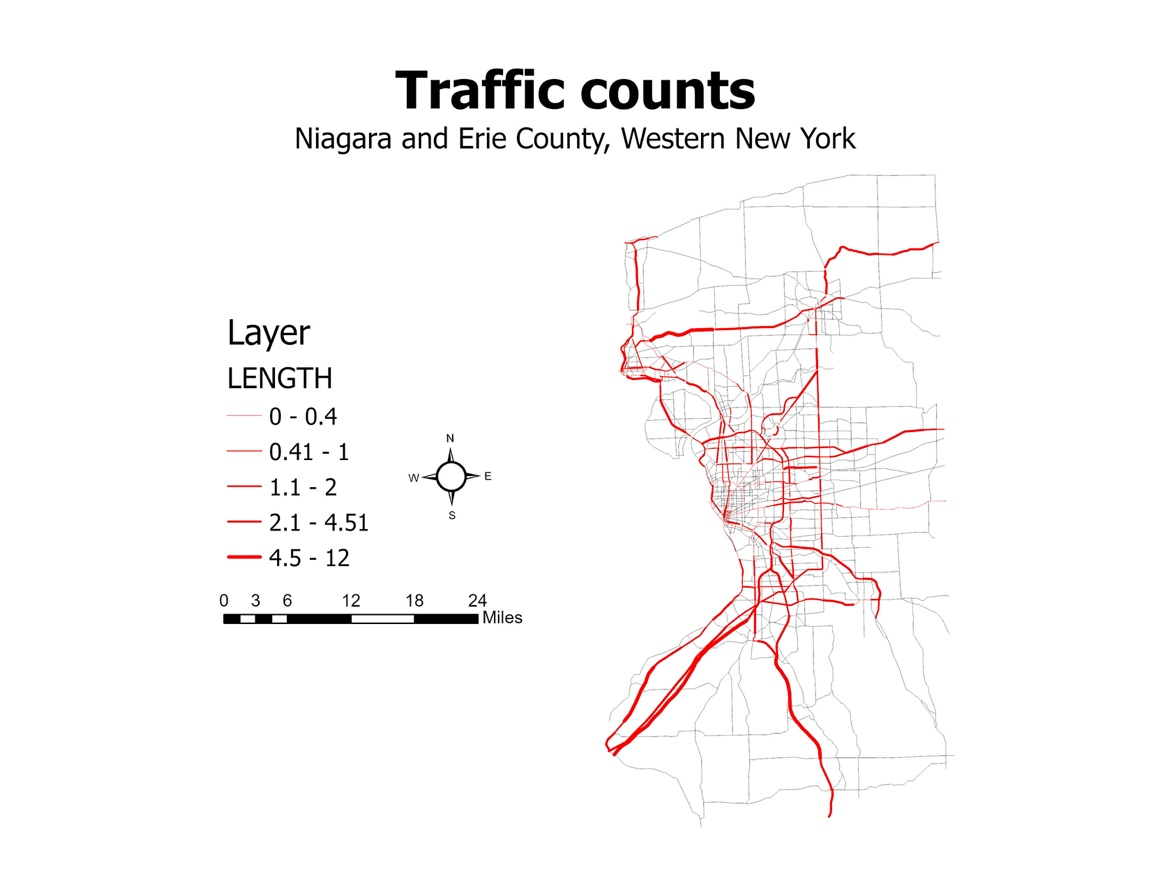 Traffic counts
Niagara and Erie County, Western New York
Layer
LENGTH
0 - 0.4
0.41 - 1
1.1 - 2
2.1 - 4.51
4.5 - 12
N
W E
S
0 3 6 12 18 24
Miles